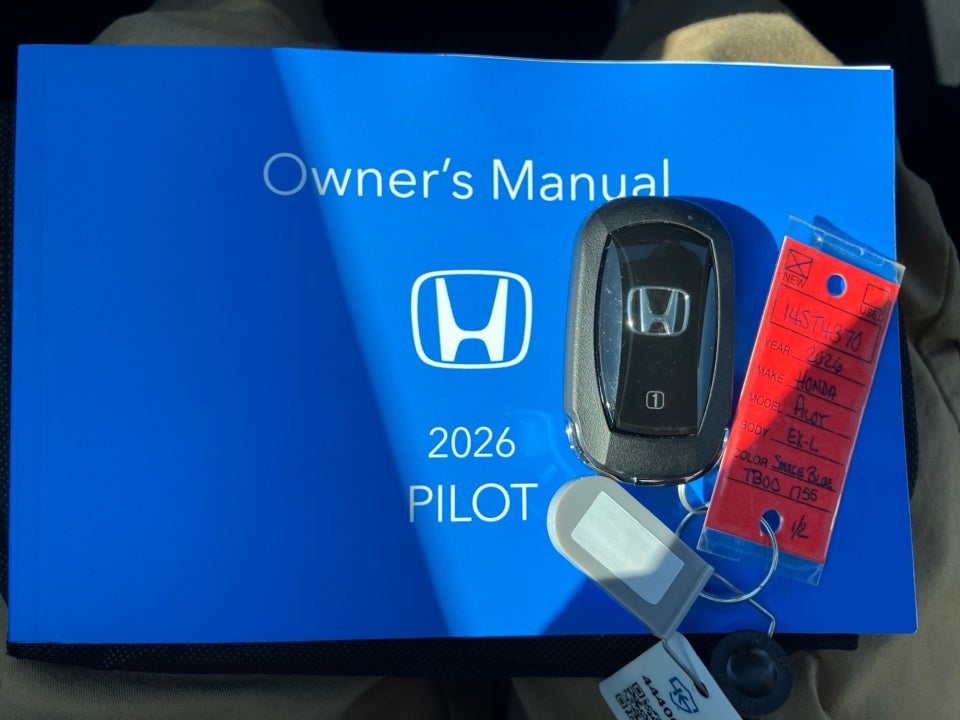 Owner's Manual
2026
PILOT
1
NEW
USED
14ST4370
YEAR 2026
MAKE HONDA
MODEL PILOT
BODY EX-L
COLOR SMOKE BLUE
TB00 1755
1/2